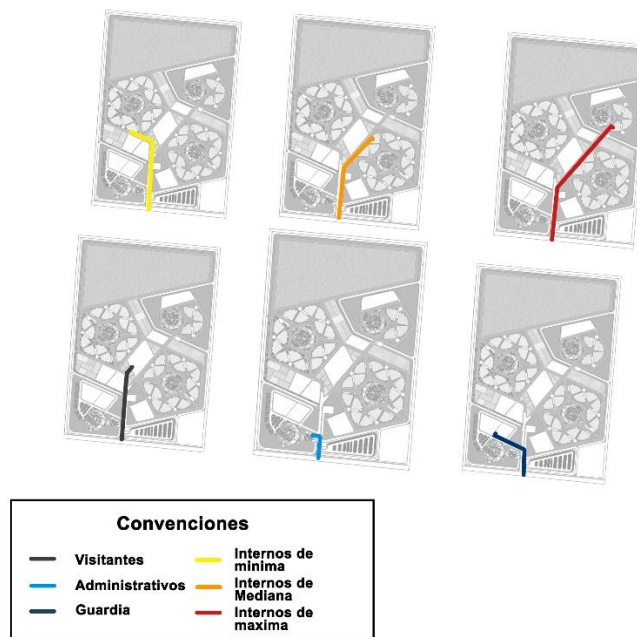 Convenciones
Visitantes
Administrativos
Guardia
Internos de
minima
Internos de
Mediana
Internos de
maxima